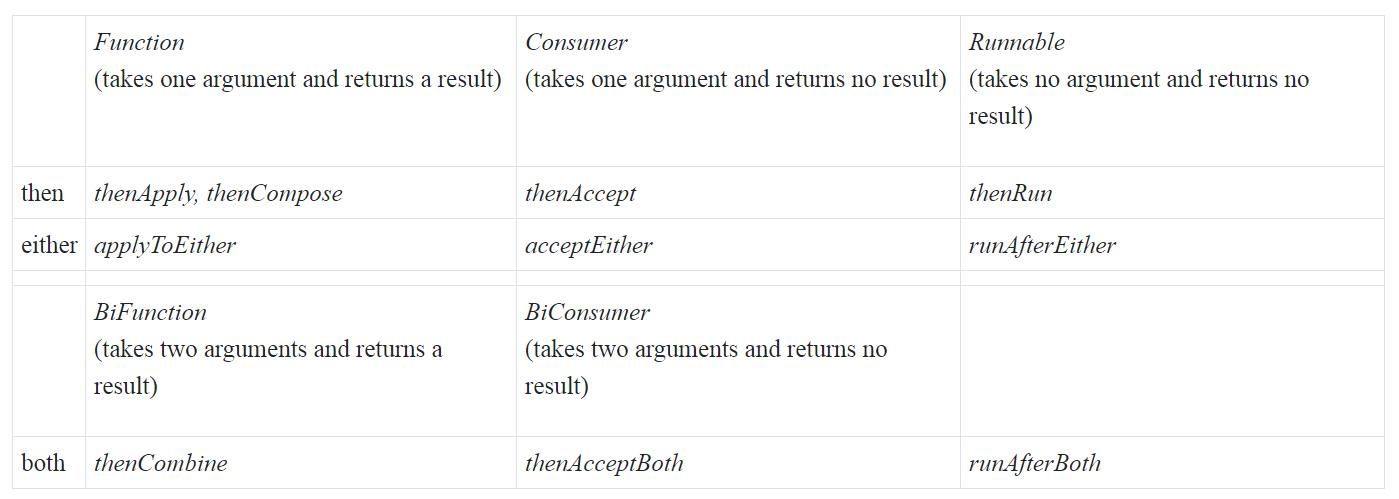 Function
(takes one argument and returns a result)
Consumer
(takes one argument and returns no result)
Runnable
(takes no argument and returns no
result)
then
thenApply, thenCompose
thenAccept
thenRun
either
applyToEither
acceptEither
runAfterEither
BiFunction
(takes two arguments and returns a
result)
BiConsumer
(takes two arguments and returns no
result)
both
thenCombine
thenAcceptBoth
runAfterBoth